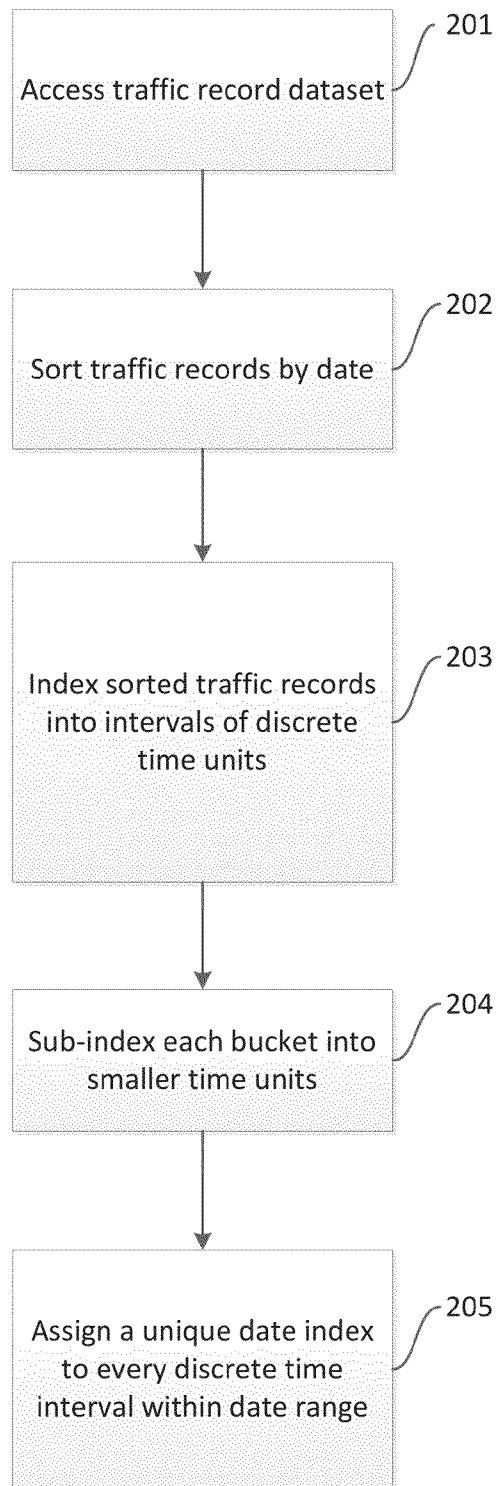 201
Access traffic record dataset
202
Sort traffic records by date
203
Index sorted traffic records
into intervals of discrete
time units
204
Sub-index each bucket into
smaller time units
205
Assign a unique date index
to every discrete time
interval within date range